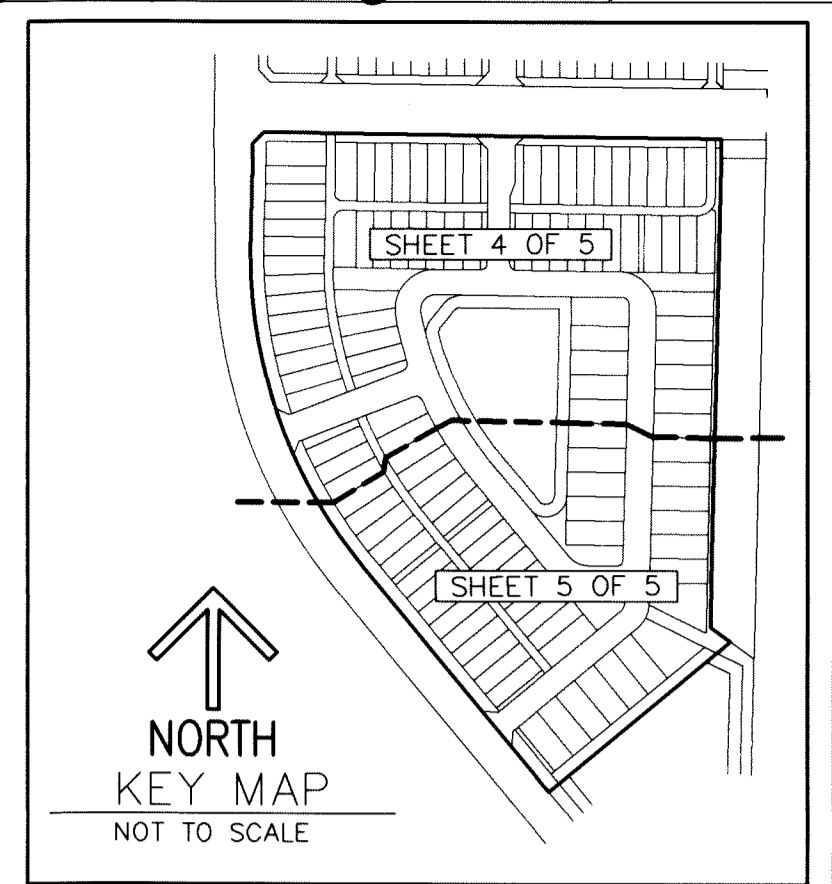 SHEET 4 OF 5
SHEET 5 OF 5
NORTH
KEY MAP
NOT TO SCALE